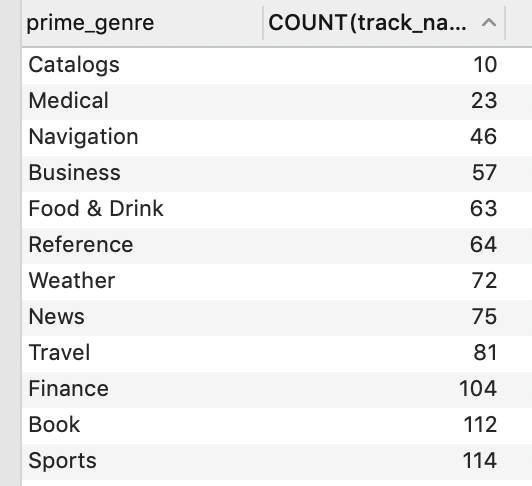 prime_genre COUNT(track_na...
Catalogs 10
Medical 23
Navigation 46
Business 57
Food & Drink 63
Reference 64
Weather 72
News 75
Travel 81
Finance 104
Book 112
Sports 114